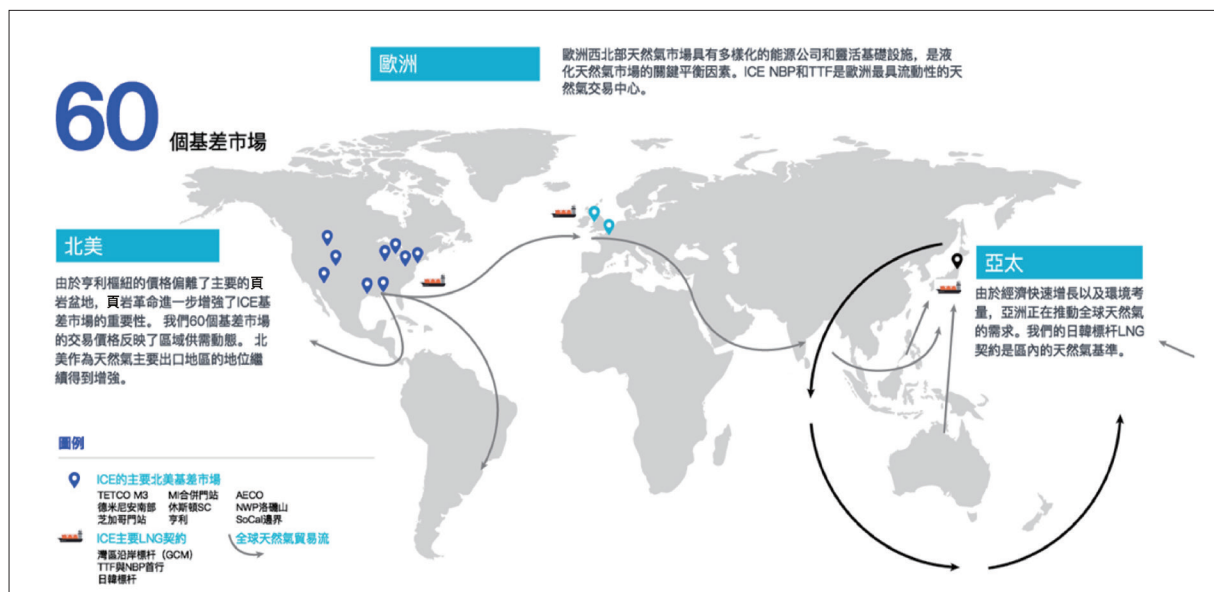 歐洲
歐洲西北部天然氣市場具有多樣化的能源公司和靈活基礎設施，是液
化天然氣市場的關鍵平衡因素。ICE NBP和TTF是歐洲最具流動性的天
然氣交易中心。
60 個基差市場
北美
由於亨利樞紐的價格偏離了主要的頁
岩盆地，頁岩革命進一步增強了ICE基
差市場的重要性。 我們60個基差市場
的交易價格反映了區域供需動態。 北
美作為天然氣主要出口地區的地位繼
續得到增強。
亞太
由於經濟快速增長以及環境考
量，亞洲正在推動全球天然氣
的需求。我們的日韓標杆LNG
契約是區內的天然氣基準。
圖例
ICE的主要北美基差市場
TETCO M3 MI合併門站 AECO
德米尼安南部 休斯頓SC NWP洛磯山
芝加哥門站 亨利 SoCal邊界
ICE主要LNG契約 全球天然氣貿易流
灣區沿岸標杆（GCM）
TTF與NBP首行
日韓標杆